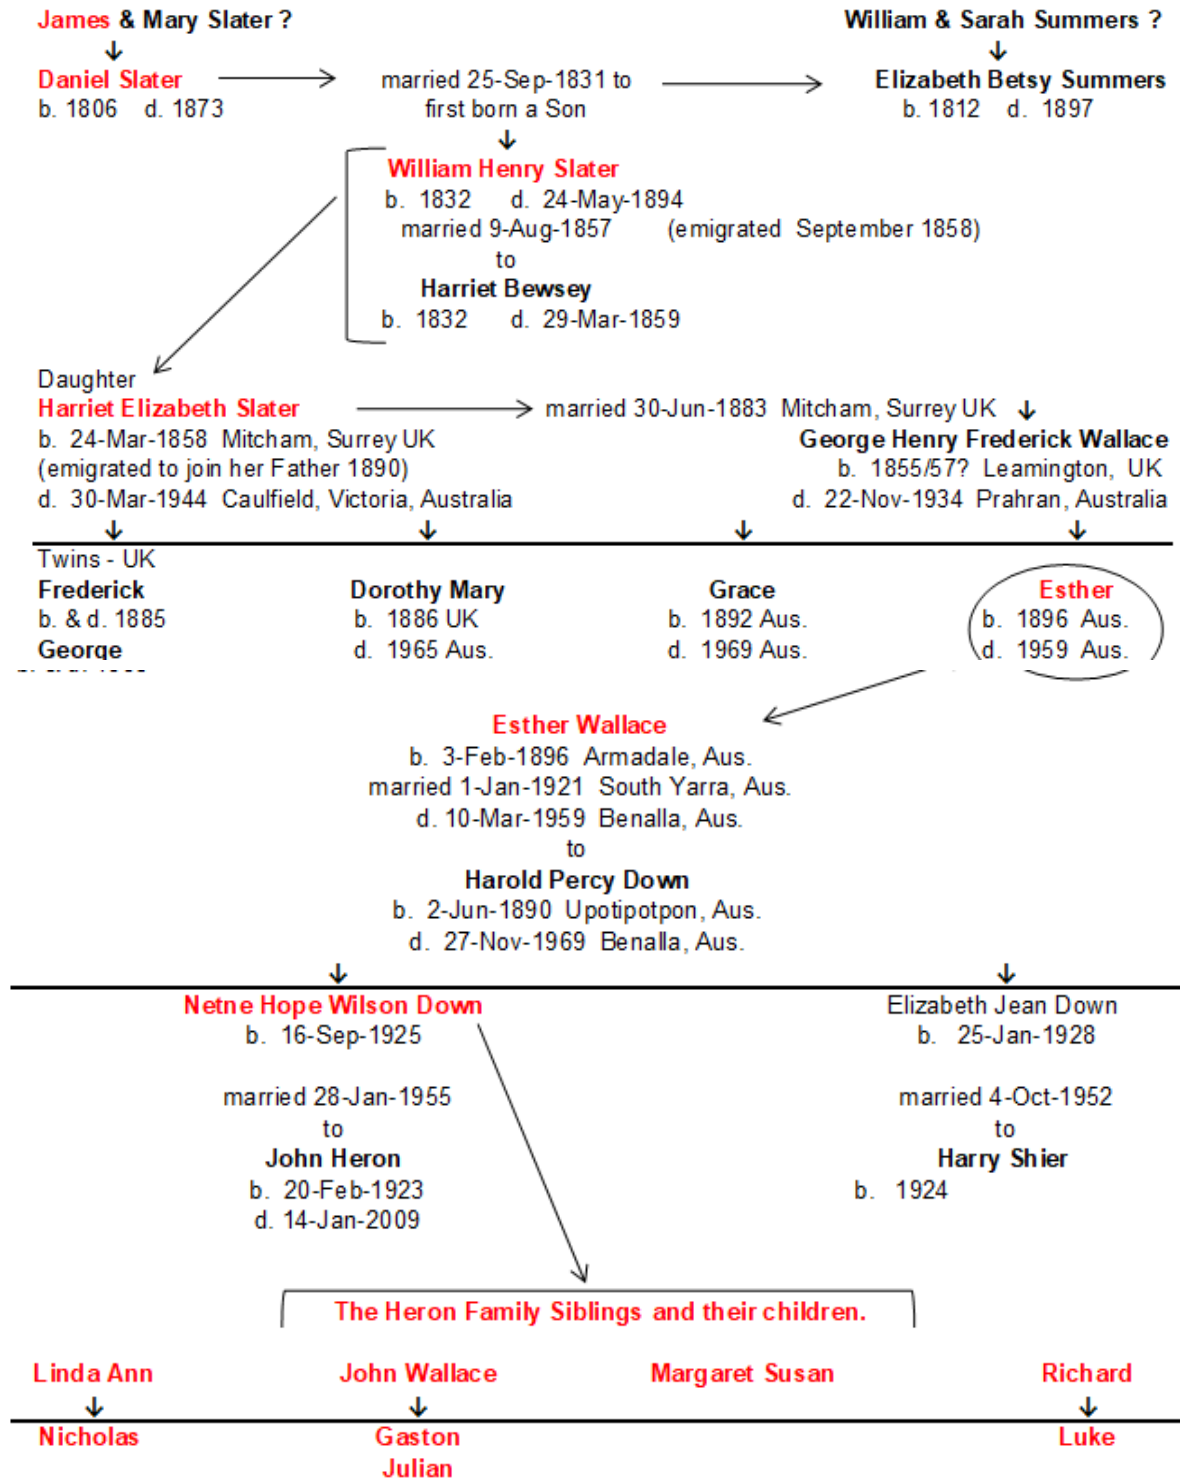 James & Mary Slater ?
William & Sarah Summers ?
Daniel Slater
married 25-Sep-1831 to
Elizabeth Betsy Summers
b. 1806 d. 1873
first born a Son
b. 1812 d. 1897
William Henry Slater
b. 1832 d. 24-May-1894
married 9-Aug-1857 (emigrated September 1858)
to
Harriet Bewsey
b. 1832 d. 29-Mar-1859
Daughter
Harriet Elizabeth Slater
married 30-Jun-1883 Mitcham, Surrey UK
b. 24-Mar-1858 Mitcham, Surrey UK
George Henry Frederick Wallace
(emigrated to join her Father 1890)
b. 1855/57? Leamington, UK
d. 30-Mar-1944 Caulfield, Victoria, Australia
d. 22-Nov-1934 Prahran, Australia
Twins - UK
Frederick
Dorothy Mary
Grace
Esther
b. & d. 1885
b. 1886 UK
b. 1892 Aus.
b. 1896 Aus.
George
d. 1965 Aus.
d. 1969 Aus.
d. 1959 Aus.
Esther Wallace
b. 3-Feb-1896 Armadale, Aus.
married 1-Jan-1921 South Yarra, Aus.
d. 10-Mar-1959 Benalla, Aus.
to
Harold Percy Down
b. 2-Jun-1890 Upotipotpon, Aus.
d. 27-Nov-1969 Benalla, Aus.
Netne Hope Wilson Down
Elizabeth Jean Down
b. 16-Sep-1925
b. 25-Jan-1928
married 28-Jan-1955
married 4-Oct-1952
to
to
John Heron
Harry Shier
b. 20-Feb-1923
b. 1924
d. 14-Jan-2009
The Heron Family Siblings and their children.
Linda Ann
John Wallace
Margaret Susan
Richard
Nicholas
Gaston
Luke
Julian